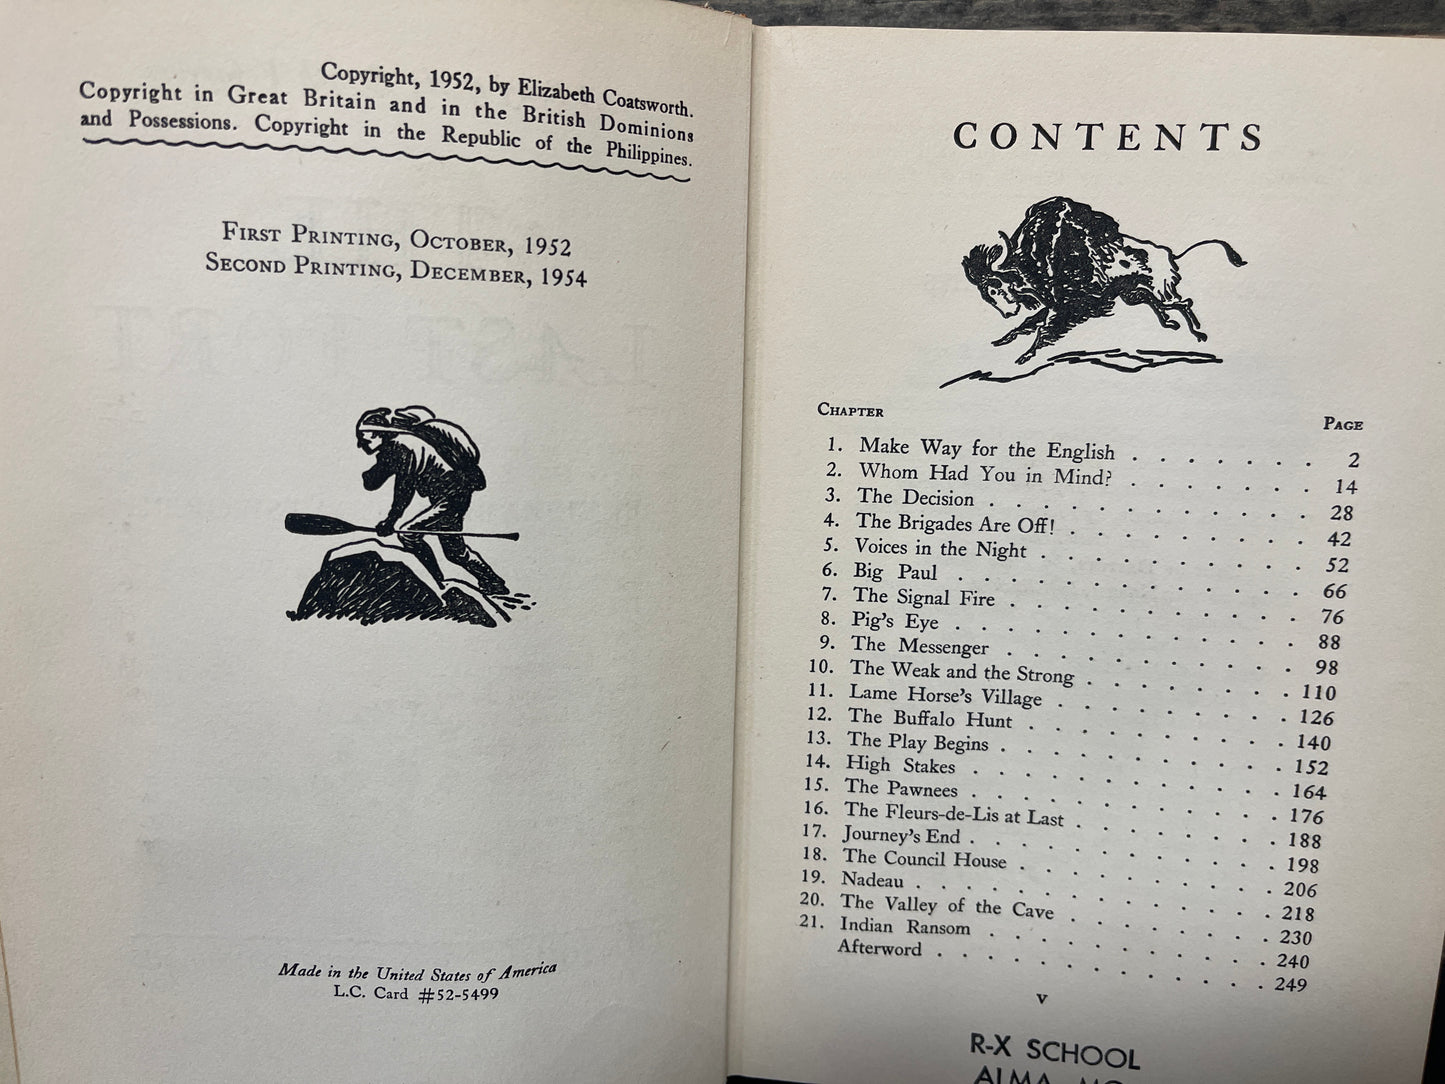 Copyright, 1952, by Elizabeth Coatsworth.
Copyright in Great Britain and in the British Dominions
and Possessions. Copyright in the Republic of the Philippines.
First Printing, October, 1952
Second Printing, December, 1954
Made in the United States of America
L.C. Card #52-5499
CONTENTS
Chapter Page
1. Make Way for the English . . . . . . . 2
2. Whom Had You in Mind? . . . . . . . 14
3. The Decision . . . . . . . . . . . . 28
4. The Brigades Are Off! . . . . . . . . . 42
5. Voices in the Night . . . . . . . . . . 52
6. Big Paul . . . . . . . . . . . . . 66
7. The Signal Fire . . . . . . . . . . . 76
8. Pig's Eye . . . . . . . . . . . . . 88
9. The Messenger . . . . . . . . . . . 98
10. The Weak and the Strong . . . . . . . . 110
11. Lame Horse's Village . . . . . . . . . 126
12. The Buffalo Hunt . . . . . . . . . . 140
13. The Play Begins . . . . . . . . . . . 152
14. High Stakes . . . . . . . . . . . . 164
15. The Pawnees . . . . . . . . . . . . 176
16. The Fleurs-de-Lis at Last . . . . . . . . 188
17. Journey's End . . . . . . . . . . . . 198
18. The Council House . . . . . . . . . . 206
19. Nadeau . . . . . . . . . . . . . . 218
20. The Valley of the Cave . . . . . . . . 230
21. Indian Ransom . . . . . . . . . . . 240
Afterword . . . . . . . . . . . . . 249
v
R-X SCHOOL
ALMA, MO